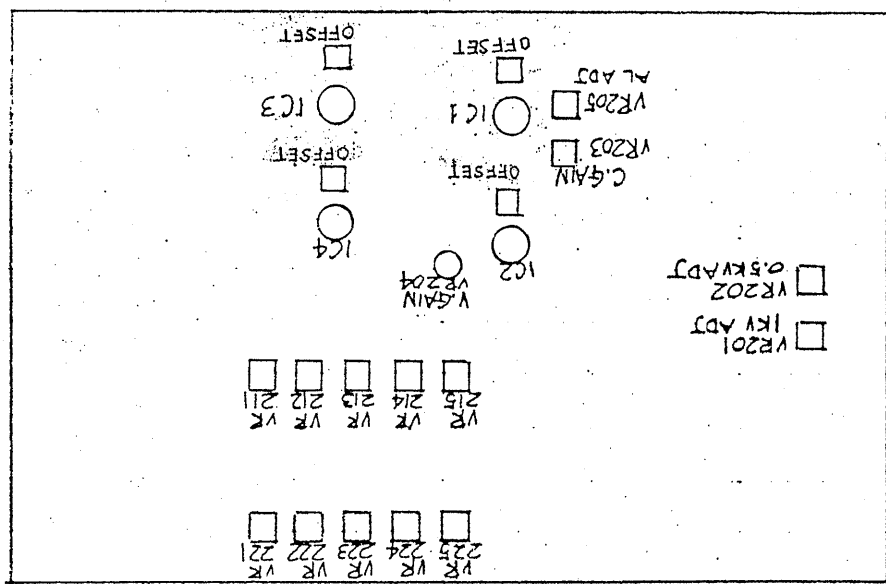 VR VR VR VR VR
225 224 223 222 221
VR VR VR VR VR
215 214 213 212 211
VR201
1KV ADJ
VR202
0.5KV ADJ
V.GAIN
VR204
IC2
IC4
C.GAIN
VR203
OFFSET
OFFSET
VR205
AL ADJ
IC1
IC3
OFFSET
OFFSET